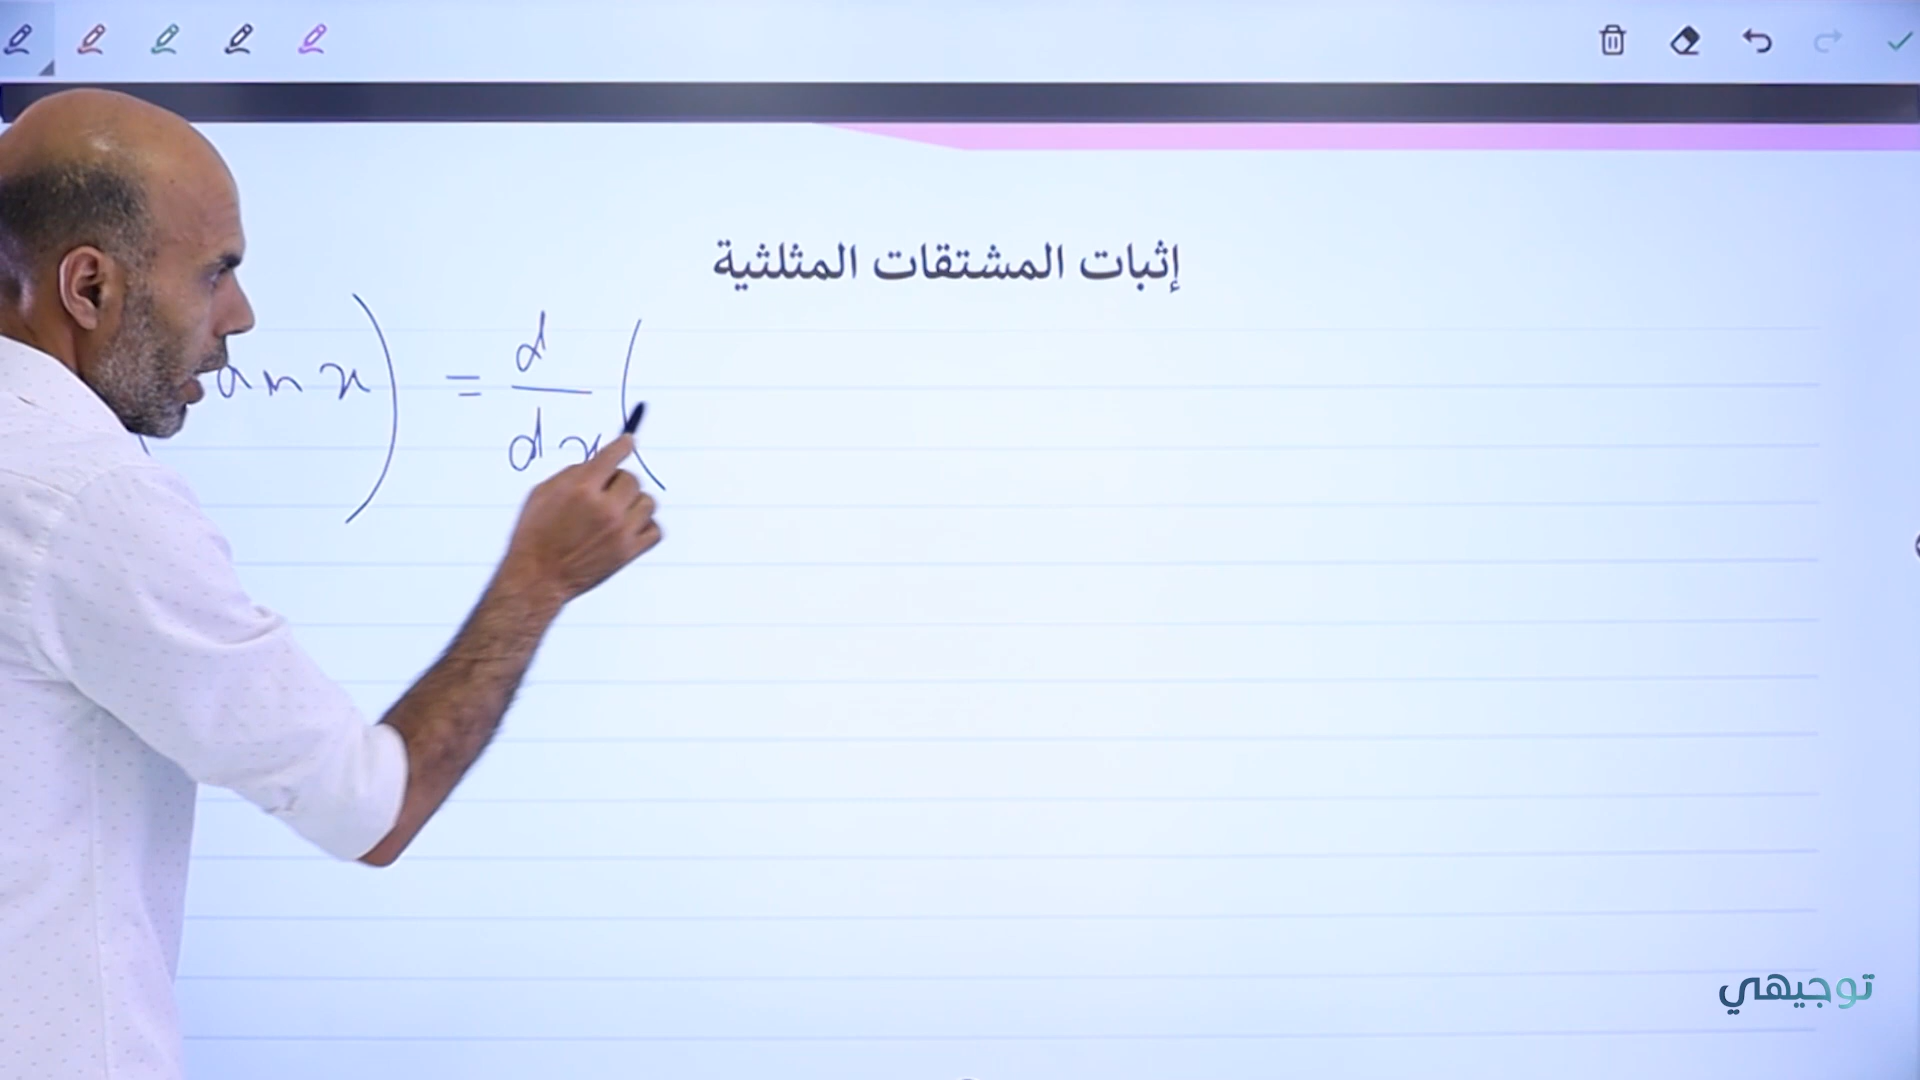 إثبات المشتقات المثلثية
an x) = d/dx (
توجيهي